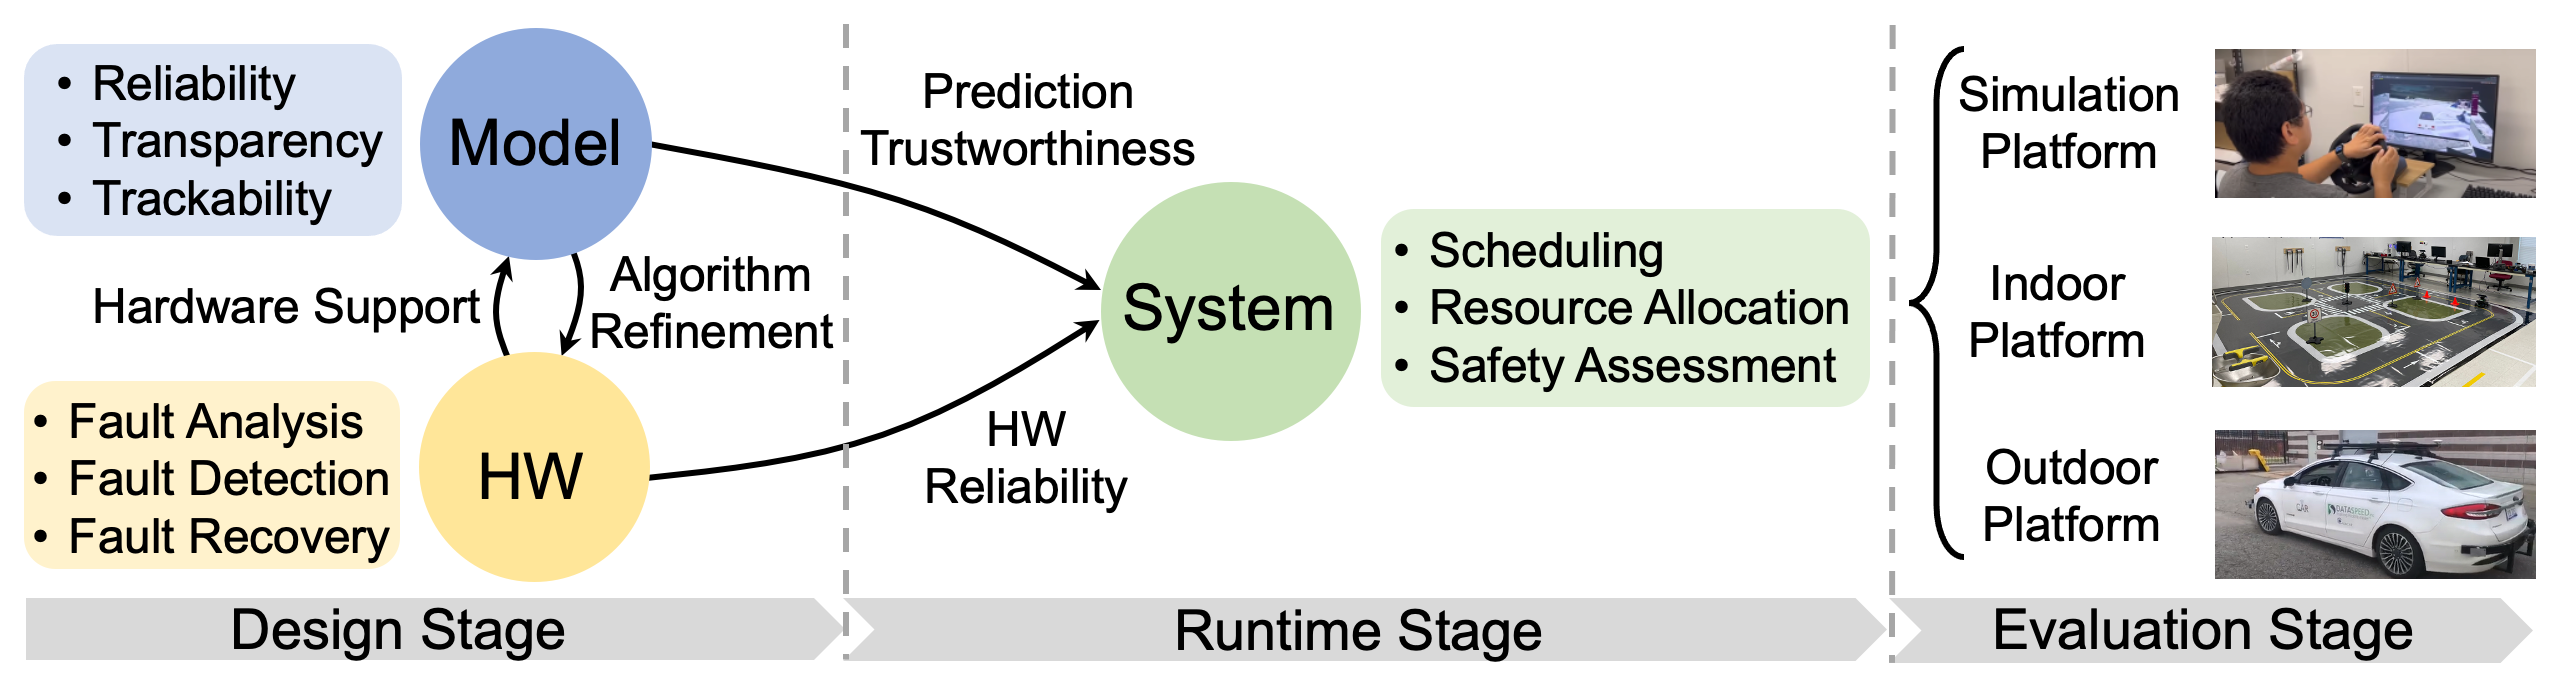 • Reliability
• Transparency
• Trackability
Model
Hardware Support
Algorithm
Refinement
• Fault Analysis
• Fault Detection
• Fault Recovery
HW
Prediction
Trustworthiness
System
HW
Reliability
• Scheduling
• Resource Allocation
• Safety Assessment
Simulation
Platform
Indoor
Platform
Outdoor
Platform
DATASPEED
Design Stage
Runtime Stage
Evaluation Stage